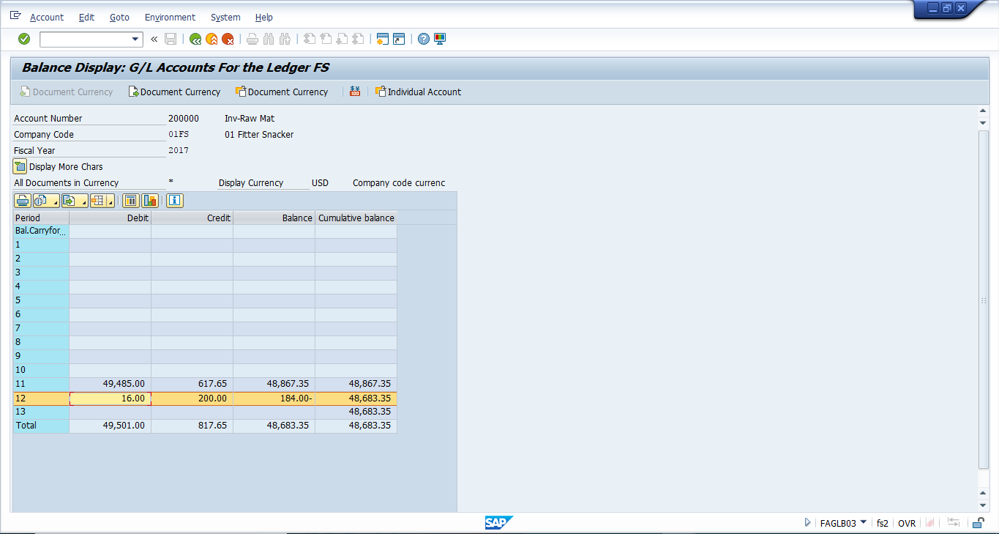 Account Edit Goto Environment System Help
Balance Display: G/L Accounts For the Ledger FS
Document Currency Document Currency Document Currency Individual Account
Account Number 200000 Inv-Raw Mat
Company Code 01FS 01 Fitter Snacker
Fiscal Year 2017
Display More Chars
All Documents in Currency * Display Currency USD Company code currenc
Period Debit Credit Balance Cumulative balance
Bal.Carryfor...
1
2
3
4
5
6
7
8
9
10
11 49,485.00 617.65 48,867.35 48,867.35
12 16.00 200.00 184.00- 48,683.35
13 48,683.35
Total 49,501.00 817.65 48,683.35 48,683.35
SAP FAGLB03 fs2 OVR